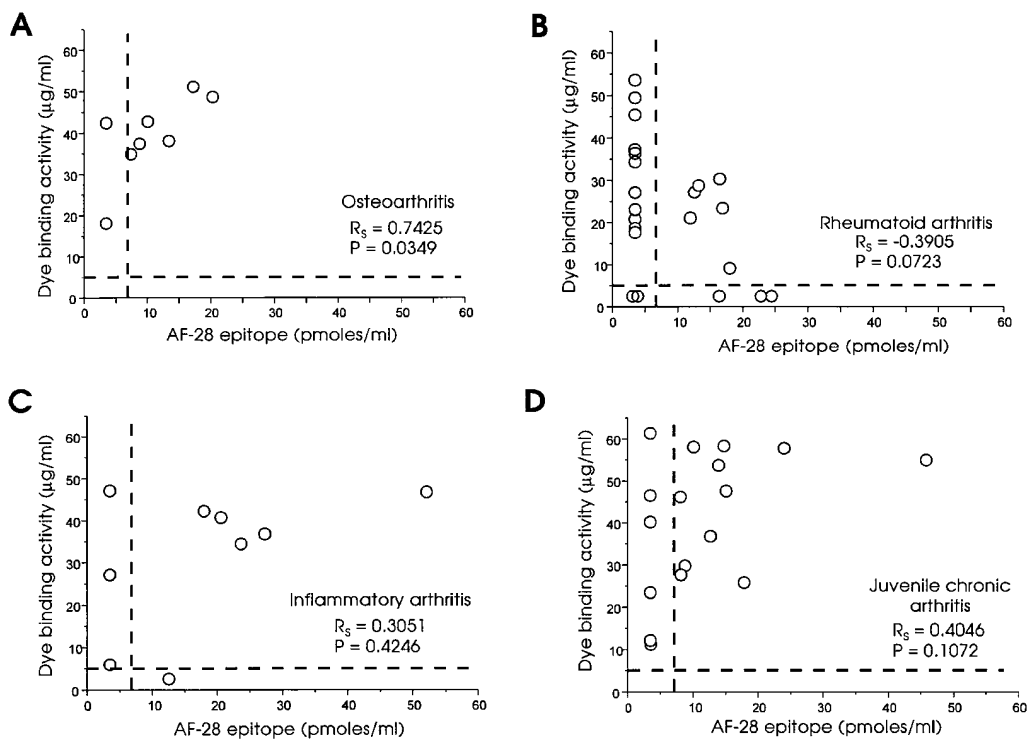 A
Dye binding activity (µg/ml)
60
50
40
30
20
10
0
Osteoarthritis
RS = 0.7425
P = 0.0349
0 10 20 30 40 50 60
AF-28 epitope (pmoles/ml)
B
Dye binding activity (µg/ml)
60
50
40
30
20
10
0
Rheumatoid arthritis
RS = -0.3905
P = 0.0723
0 10 20 30 40 50 60
AF-28 epitope (pmoles/ml)
C
Dye binding activity (µg/ml)
60
50
40
30
20
10
0
Inflammatory arthritis
RS = 0.3051
P = 0.4246
0 10 20 30 40 50 60
AF-28 epitope (pmoles/ml)
D
Dye binding activity (µg/ml)
60
50
40
30
20
10
0
Juvenile chronic
arthritis
RS = 0.4046
P = 0.1072
0 10 20 30 40 50 60
AF-28 epitope (pmoles/ml)